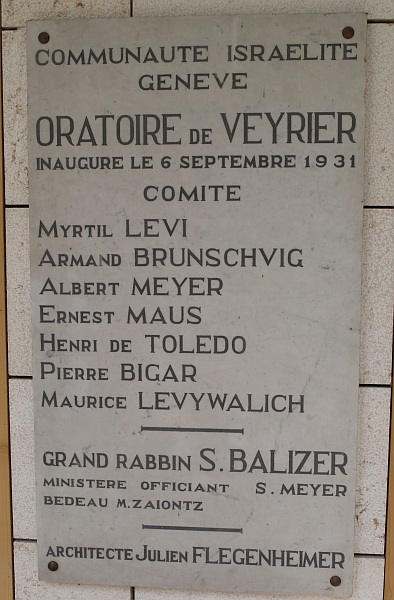 COMMUNAUTE ISRAELITE
GENEVE
ORATOIRE DE VEYRIER
INAUGURE LE 6 SEPTEMBRE 1931
COMITE
MYRTIL LEVI
ARMAND BRUNSCHVIG
ALBERT MEYER
ERNEST MAUS
HENRI DE TOLEDO
PIERRE BIGAR
MAURICE LEVYWALICH
GRAND RABBIN S. BALIZER
MINISTERE OFFICIANT S. MEYER
BEDEAU M. ZAIONTZ
ARCHITECTE JULIEN FLEGENHEIMER